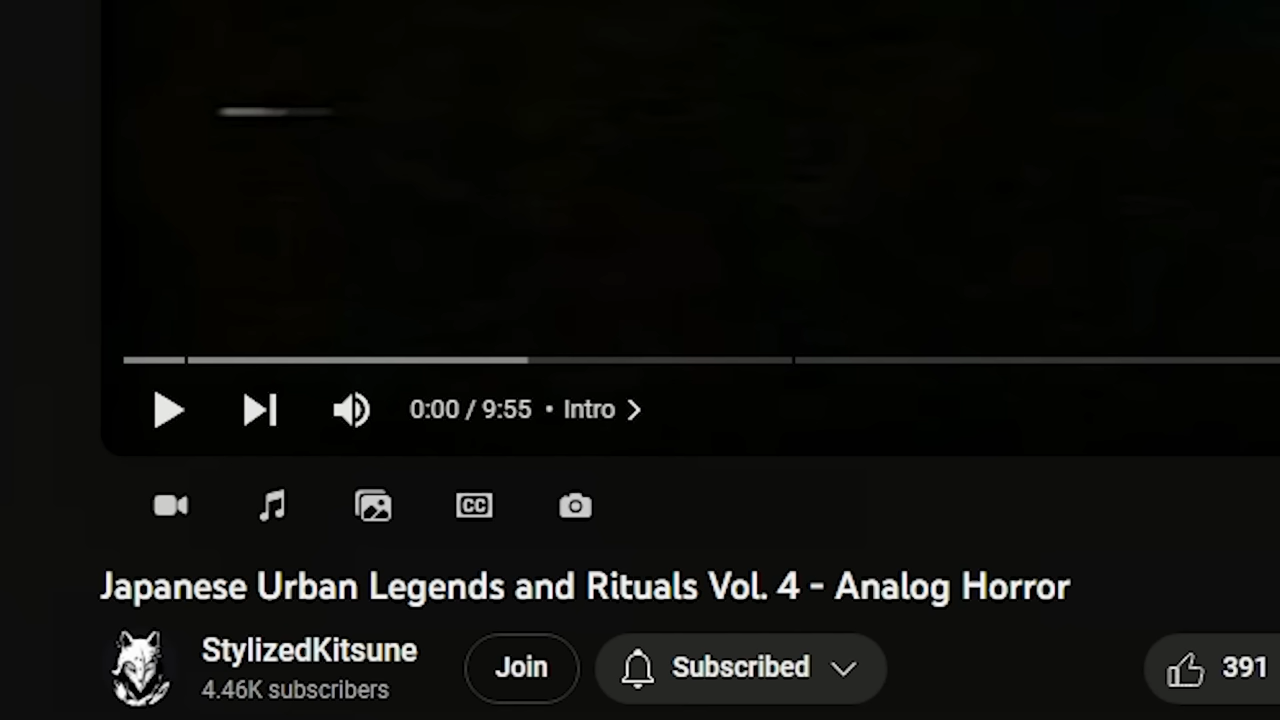 0:00 / 9:55 • Intro
CC
Japanese Urban Legends and Rituals Vol. 4 - Analog Horror
StylizedKitsune
4.46K subscribers
Join
Subscribed
391